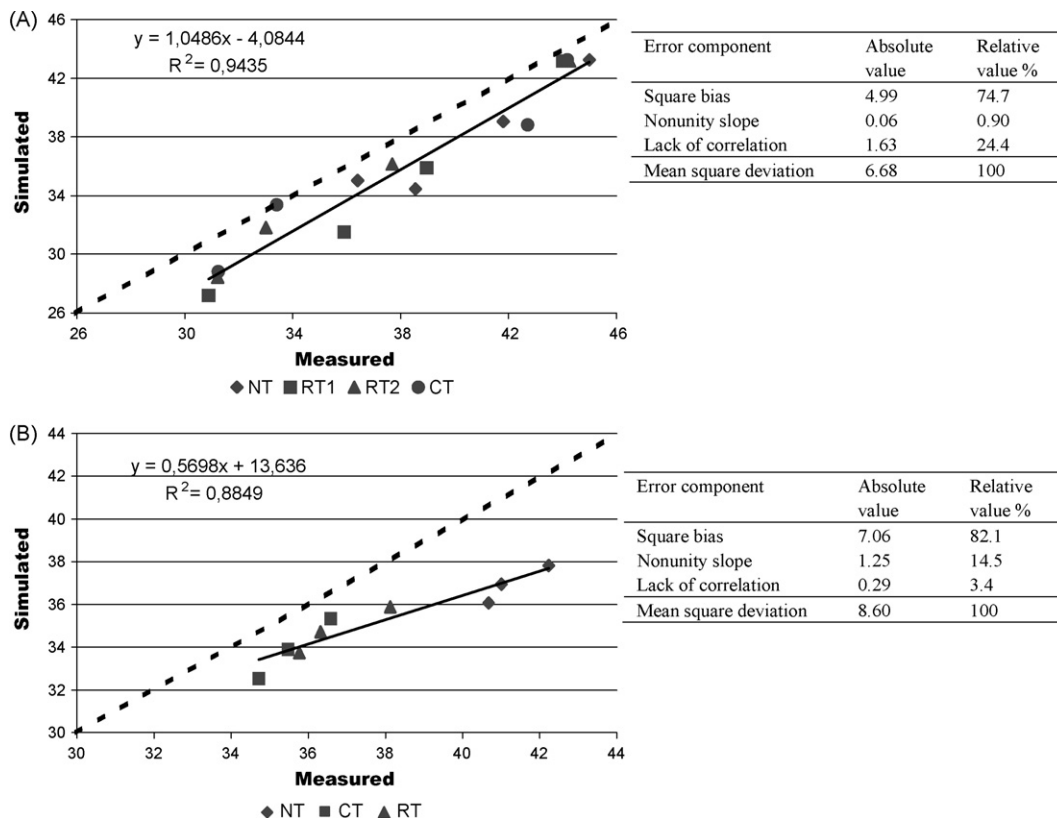 (A)
46
42
38
34
30
26
Simulated
y = 1,0486x - 4,0844
R² = 0,9435
26 30 34 38 42 46
Measured
NT RT1 RT2 CT
Error component Absolute value Relative value %
Square bias 4.99 74.7
Nonunity slope 0.06 0.90
Lack of correlation 1.63 24.4
Mean square deviation 6.68 100
(B)
44
42
40
38
36
34
32
30
Simulated
y = 0,5698x + 13,636
R² = 0,8849
30 32 34 36 38 40 42 44
Measured
NT CT RT
Error component Absolute value Relative value %
Square bias 7.06 82.1
Nonunity slope 1.25 14.5
Lack of correlation 0.29 3.4
Mean square deviation 8.60 100